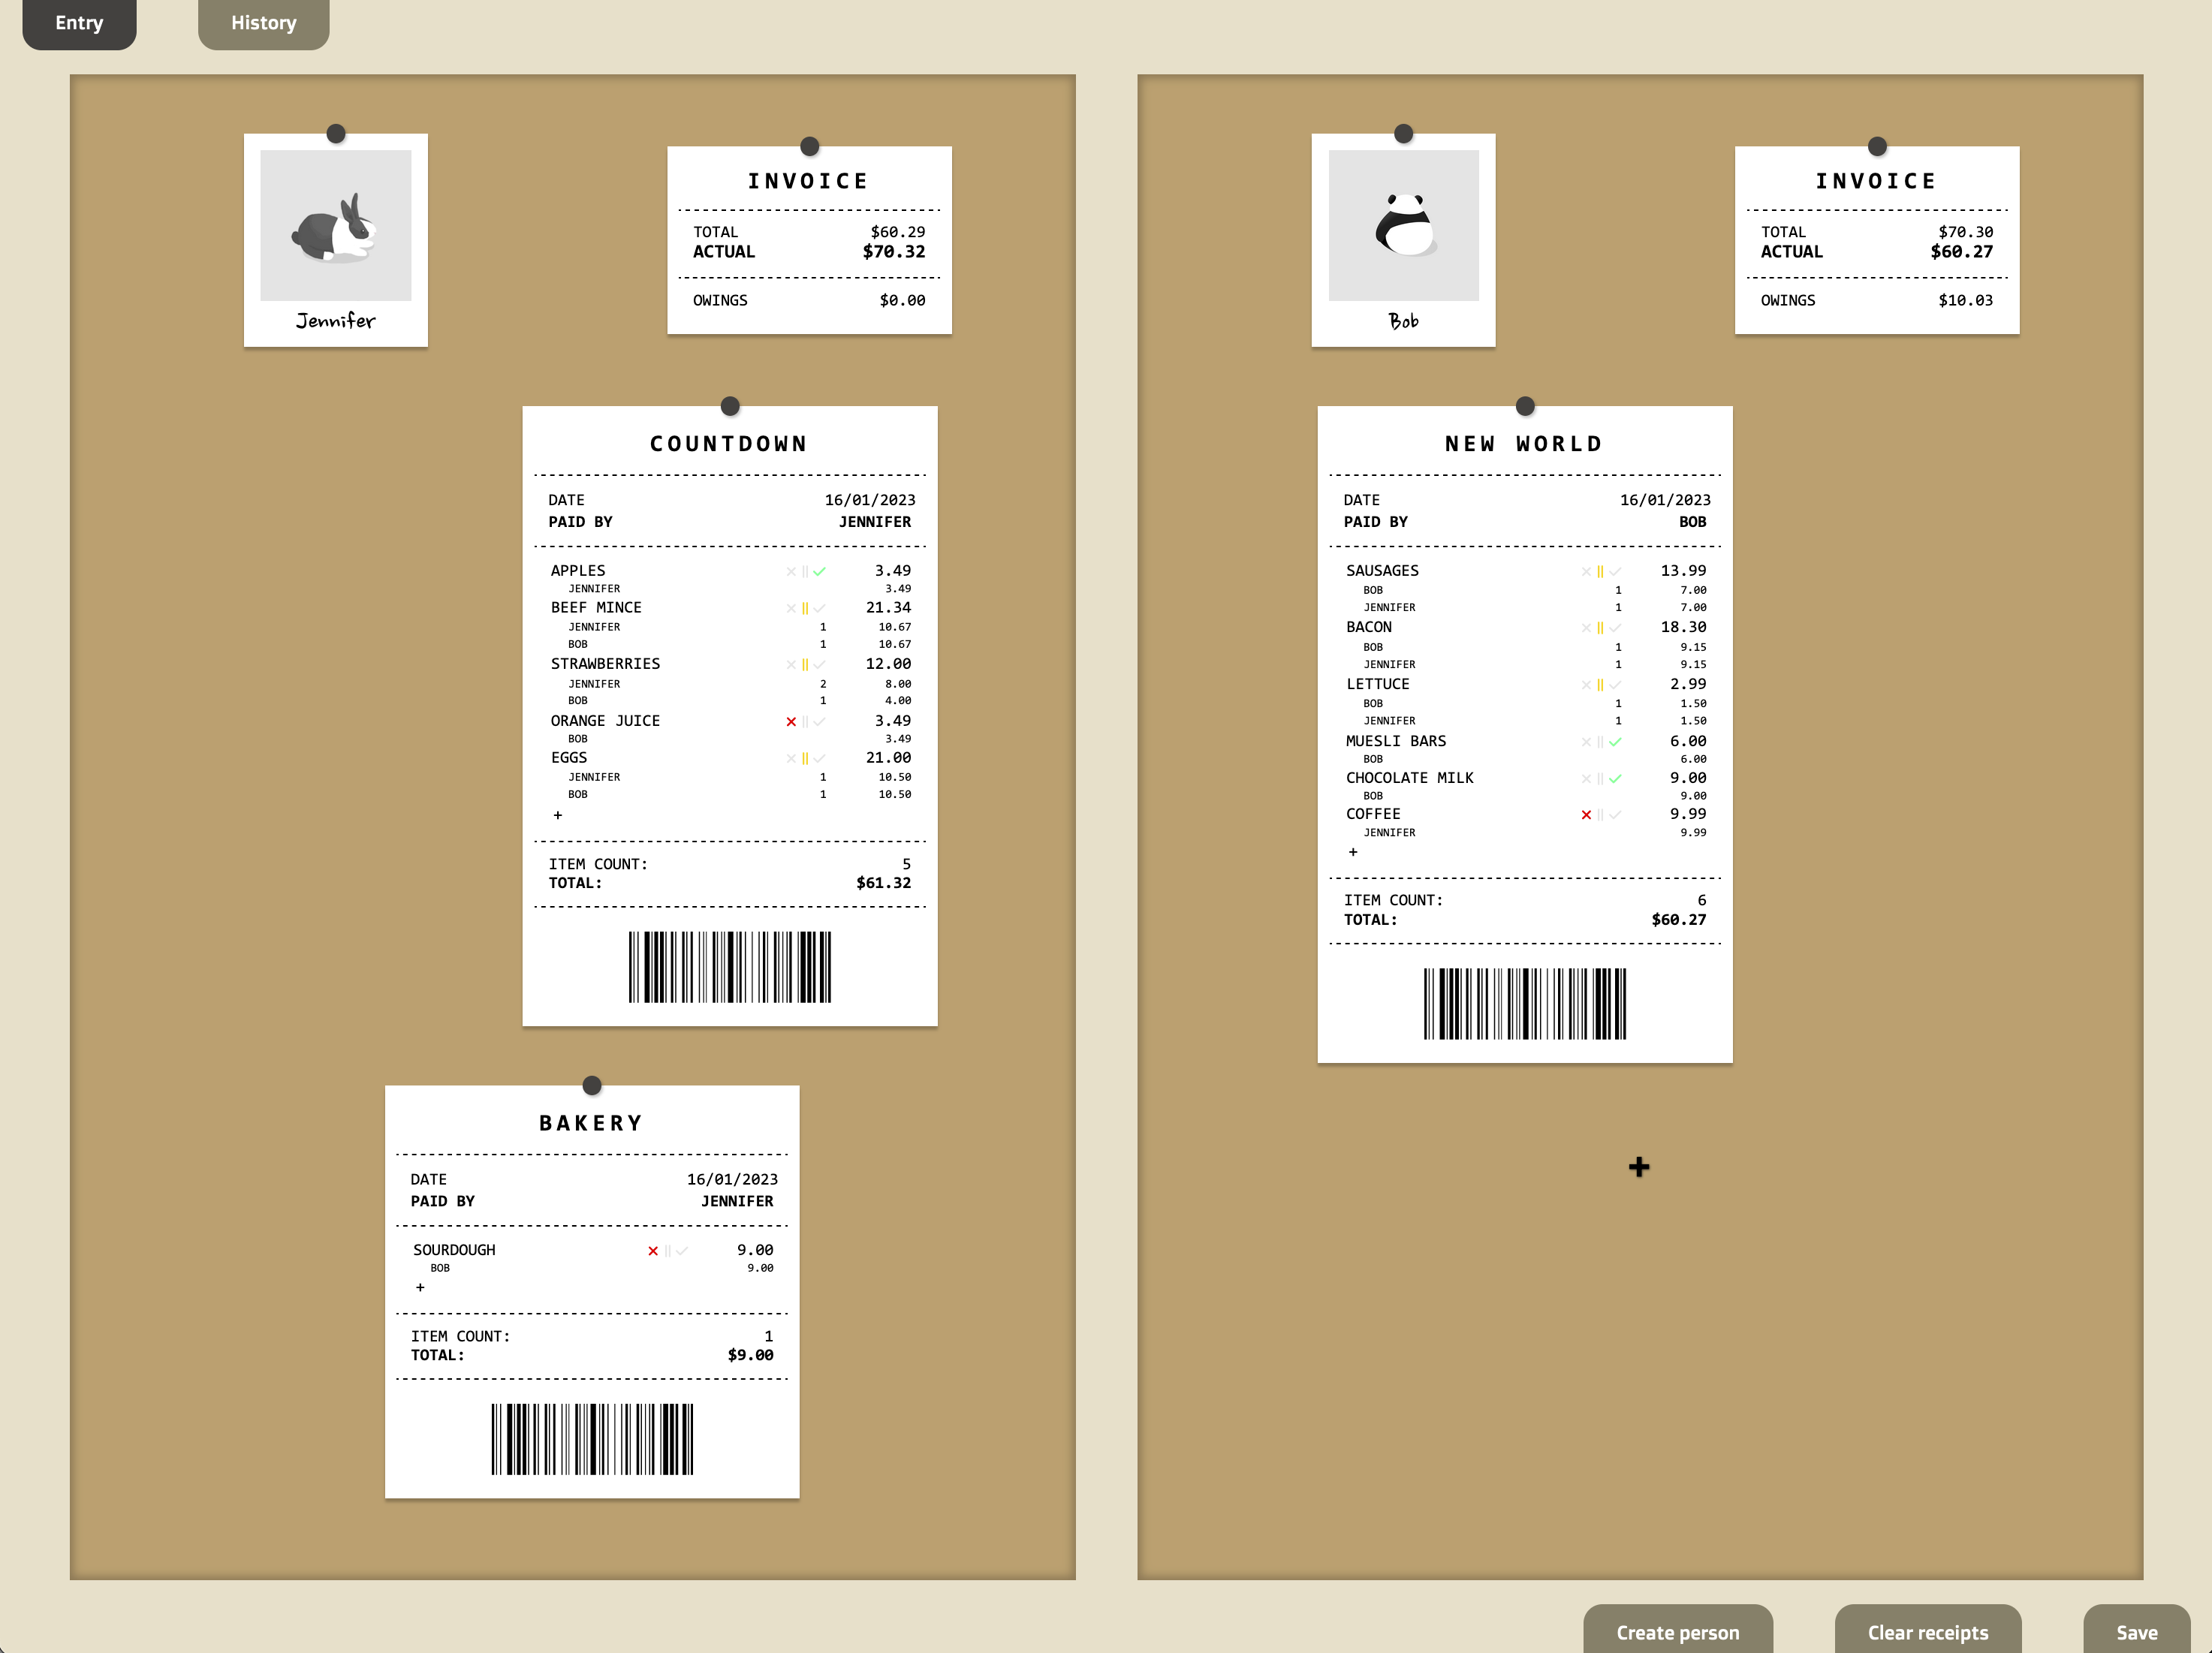 Entry
History
Jennifer
INVOICE
TOTAL $60.29
ACTUAL $70.32
OWINGS $0.00
COUNTDOWN
DATE 16/01/2023
PAID BY JENNIFER
APPLES 3.49
JENNIFER 3.49
BEEF MINCE 21.34
JENNIFER 1 10.67
BOB 1 10.67
STRAWBERRIES 12.00
JENNIFER 2 8.00
BOB 1 4.00
ORANGE JUICE 3.49
BOB 3.49
EGGS 21.00
JENNIFER 1 10.50
BOB 1 10.50
+
ITEM COUNT: 5
TOTAL: $61.32
BAKERY
DATE 16/01/2023
PAID BY JENNIFER
SOURDOUGH 9.00
BOB 9.00
+
ITEM COUNT: 1
TOTAL: $9.00
Bob
INVOICE
TOTAL $70.30
ACTUAL $60.27
OWINGS $10.03
NEW WORLD
DATE 16/01/2023
PAID BY BOB
SAUSAGES 13.99
BOB 1 7.00
JENNIFER 1 7.00
BACON 18.30
BOB 1 9.15
JENNIFER 1 9.15
LETTUCE 2.99
BOB 1 1.50
JENNIFER 1 1.50
MUESLI BARS 6.00
BOB 6.00
CHOCOLATE MILK 9.00
BOB 9.00
COFFEE 9.99
JENNIFER 9.99
+
ITEM COUNT: 6
TOTAL: $60.27
+
Create person
Clear receipts
Save